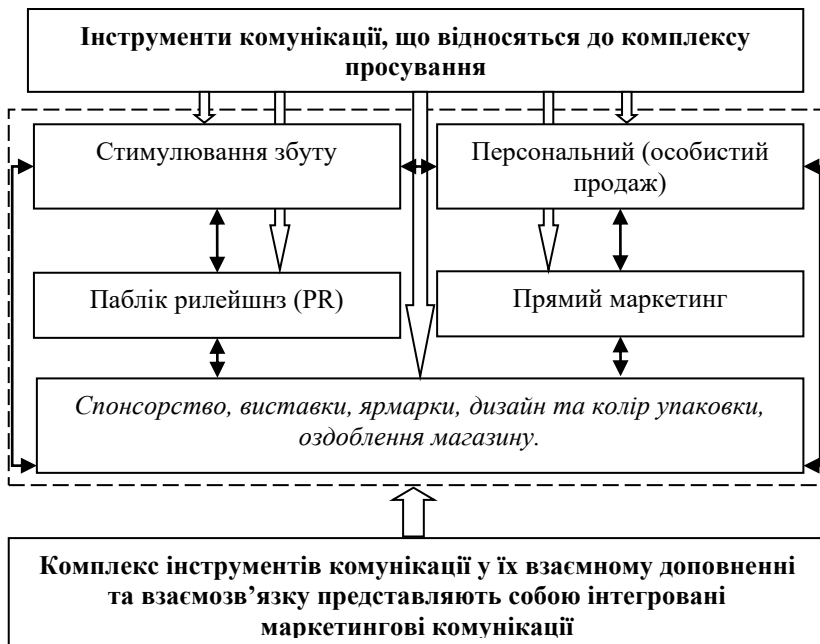 Інструменти комунікації, що відносяться до комплексу
просування
Стимулювання збуту
Персональний (особистий
продаж)
Паблік рилейшнз (PR)
Прямий маркетинг
Спонсорство, виставки, ярмарки, дизайн та колір упаковки,
оздоблення магазину.
Комплекс інструментів комунікації у їх взаємному доповненні
та взаємозв’язку представляють собою інтегровані
маркетингові комунікації